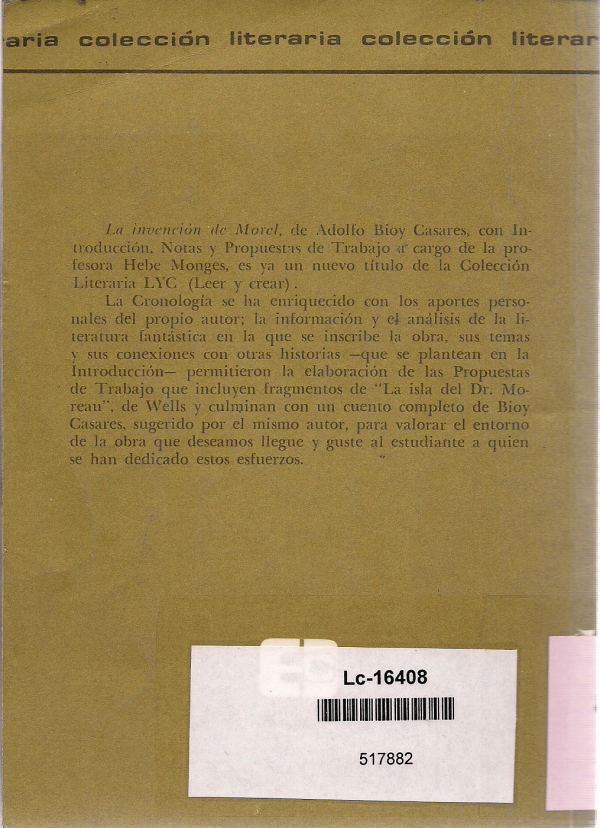 aria colección literaria colección literar
La invención de Morel, de Adolfo Bioy Casares, con In-
troducción, Notas y Propuestas de Trabajo a cargo de la pro-
fesora Hebe Monges, es ya un nuevo título de la Colección
Literaria LYC (Leer y crear).
La Cronología se ha enriquecido con los aportes perso-
nales del propio autor; la información y el análisis de la li-
teratura fantástica en la que se inscribe la obra, sus temas
y sus conexiones con otras historias —que se plantean en la
Introducción— permitieron la elaboración de las Propuestas
de Trabajo que incluyen fragmentos de "La isla del Dr. Mo-
reau", de Wells y culminan con un cuento completo de Bioy
Casares, sugerido por el mismo autor, para valorar el entorno
de la obra que deseamos llegue y guste al estudiante a quien
se han dedicado estos esfuerzos.
Lc-16408
517882